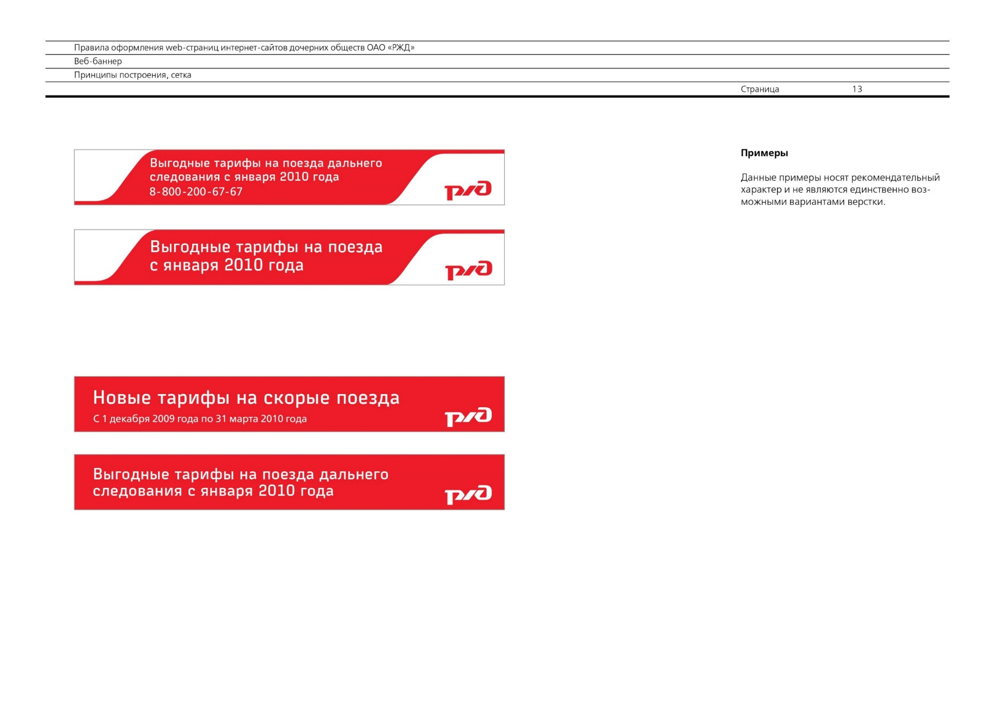 Правила оформления web-страниц интернет-сайтов дочерних обществ ОАО «РЖД»
Веб-баннер
Принципы построения, сетка
Страница 13
Выгодные тарифы на поезда дальнего
следования с января 2010 года
8-800-200-67-67
ржд
Примеры
Данные примеры носят рекомендательный
характер и не являются единственно воз-
можными вариантами верстки.
Выгодные тарифы на поезда
с января 2010 года
ржд
Новые тарифы на скорые поезда
С 1 декабря 2009 года по 31 марта 2010 года
ржд
Выгодные тарифы на поезда дальнего
следования с января 2010 года
ржд